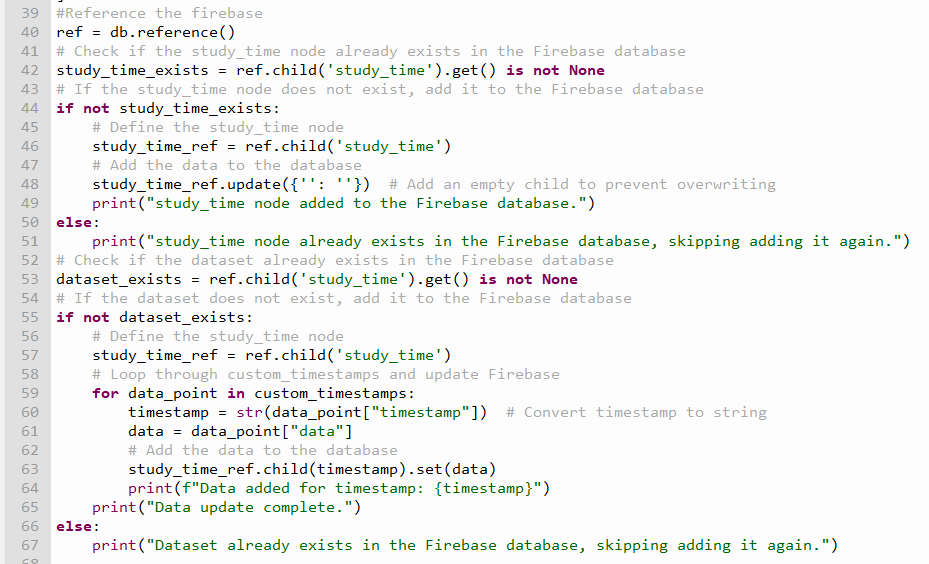 39 #Reference the firebase
40 ref = db.reference()
41 # Check if the study_time node already exists in the Firebase database
42 study_time_exists = ref.child('study_time').get() is not None
43 # If the study_time node does not exist, add it to the Firebase database
44 if not study_time_exists:
45     # Define the study_time node
46     study_time_ref = ref.child('study_time')
47     # Add the data to the database
48     study_time_ref.update({'': ''})  # Add an empty child to prevent overwriting
49     print("study_time node added to the Firebase database.")
50 else:
51     print("study_time node already exists in the Firebase database, skipping adding it again.")
52 # Check if the dataset already exists in the Firebase database
53 dataset_exists = ref.child('study_time').get() is not None
54 # If the dataset does not exist, add it to the Firebase database
55 if not dataset_exists:
56     # Define the study_time node
57     study_time_ref = ref.child('study_time')
58     # Loop through custom_timestamps and update Firebase
59     for data_point in custom_timestamps:
60         timestamp = str(data_point["timestamp"])  # Convert timestamp to string
61         data = data_point["data"]
62         # Add the data to the database
63         study_time_ref.child(timestamp).set(data)
64         print(f"Data added for timestamp: {timestamp}")
65     print("Data update complete.")
66 else:
67     print("Dataset already exists in the Firebase database, skipping adding it again.")